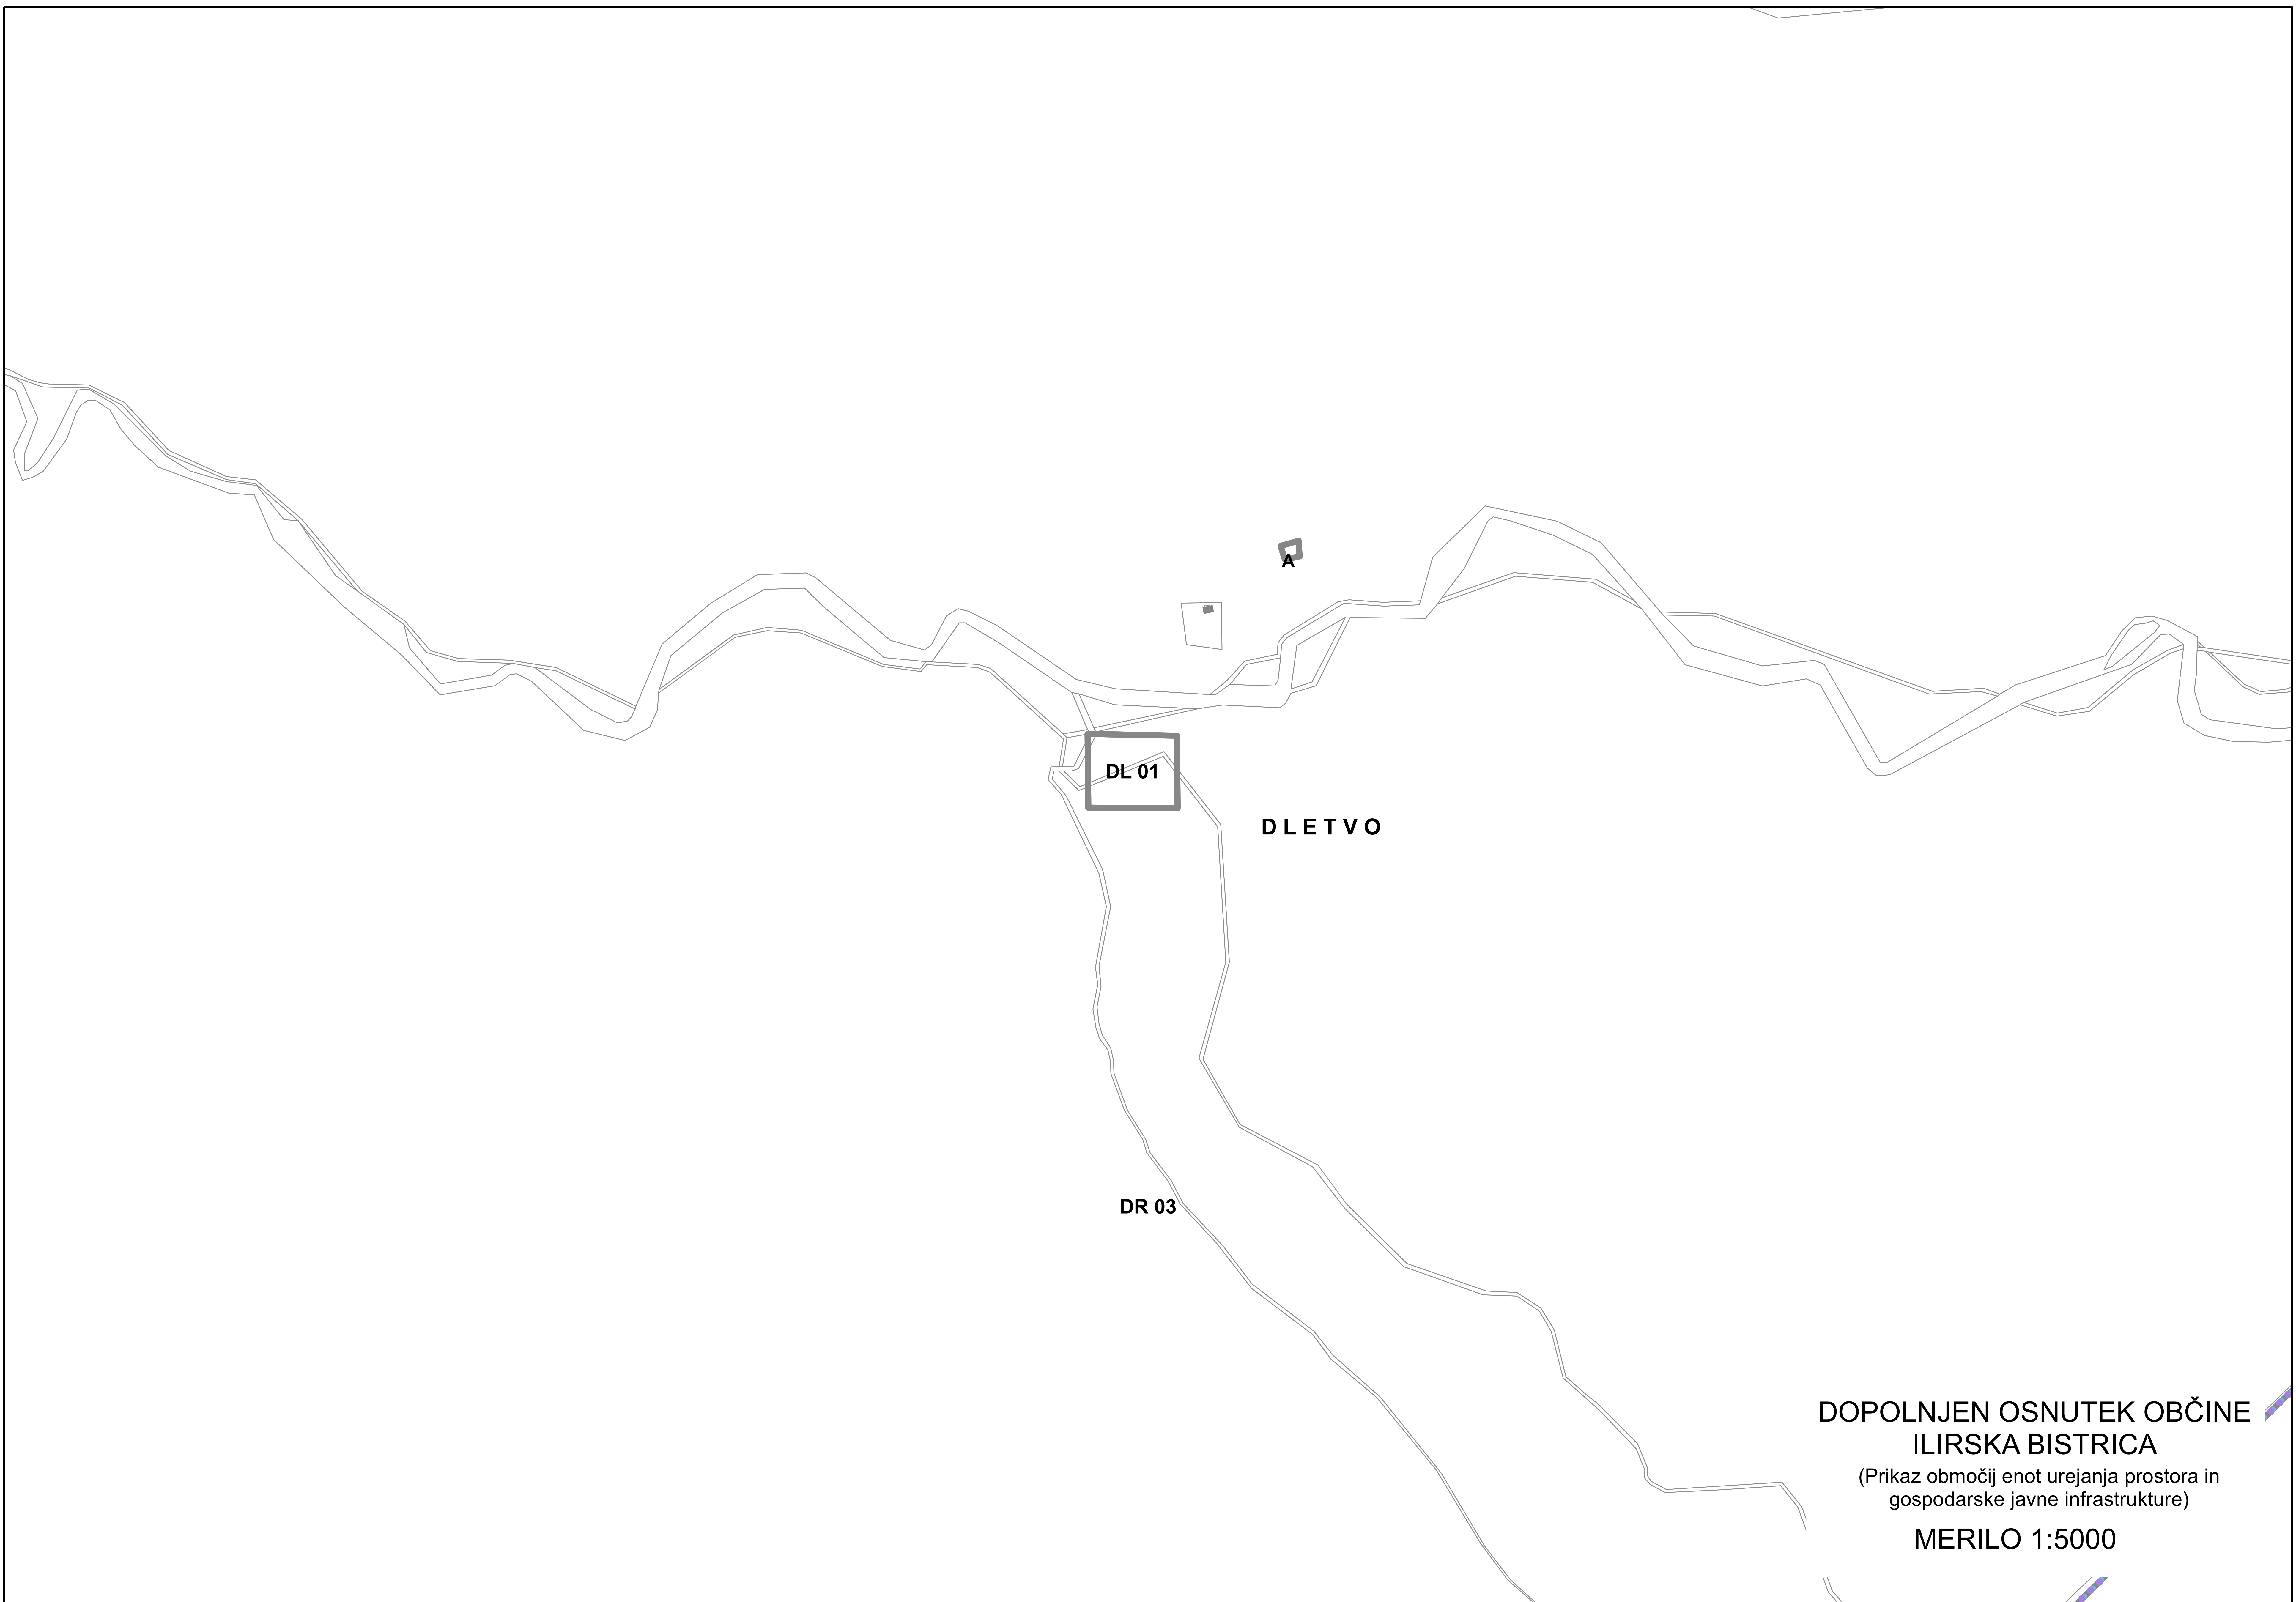 A
DL 01
D L E T V O
DR 03
DOPOLNJEN OSNUTEK OBČINE
ILIRSKA BISTRICA
(Prikaz območij enot urejanja prostora in
gospodarske javne infrastrukture)
MERILO 1:5000